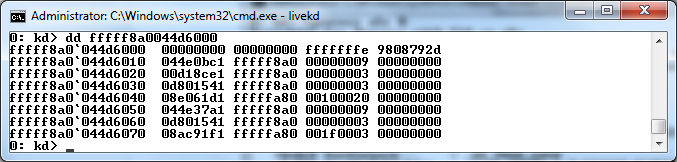 Administrator: C:\Windows\system32\cmd.exe - livekd
0: kd> dd fffff8a0044d6000
fffff8a0`044d6000  00000000 00000000 fffffffe 9808792d
fffff8a0`044d6010  044e0bc1 fffff8a0 00000009 00000000
fffff8a0`044d6020  00d18ce1 fffff8a0 00000003 00000000
fffff8a0`044d6030  0d801541 fffff8a0 00000003 00000000
fffff8a0`044d6040  08e061d1 fffffa80 00100020 00000000
fffff8a0`044d6050  044e37a1 fffff8a0 00000009 00000000
fffff8a0`044d6060  0d801541 fffff8a0 00000003 00000000
fffff8a0`044d6070  08ac91f1 fffffa80 001f0003 00000000
0: kd> _